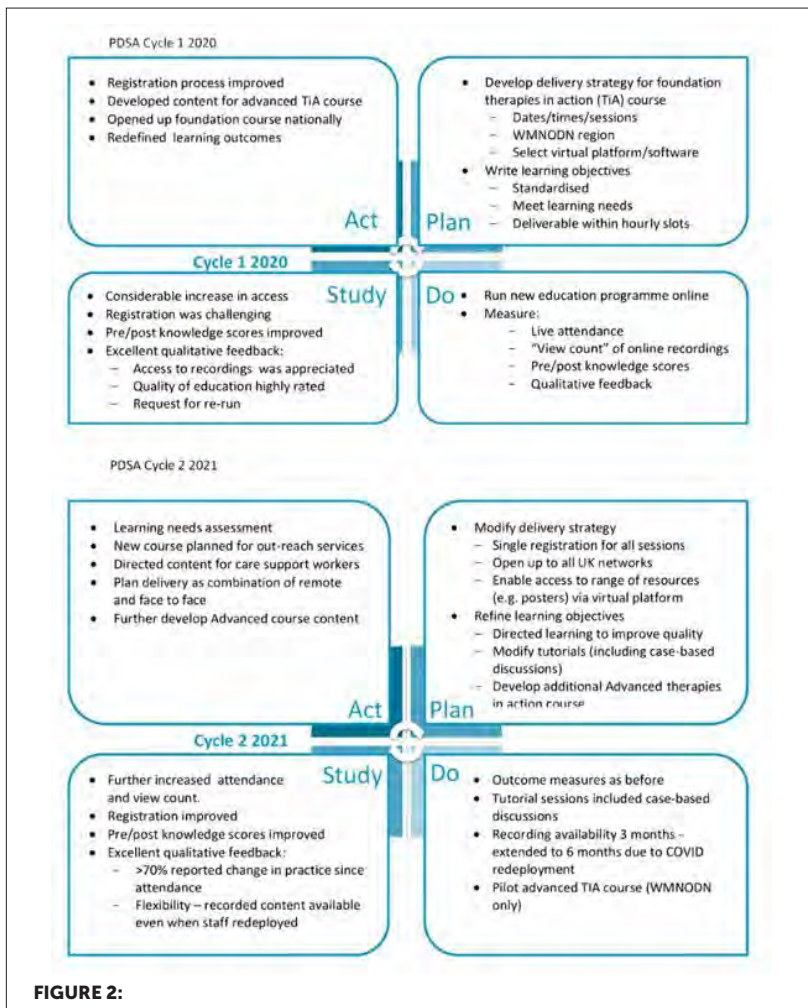 PDSA Cycle 1 2020
• Registration process improved
• Developed content for advanced TiA course
• Opened up foundation course nationally
• Redefined learning outcomes
Act
• Develop delivery strategy for foundation
therapies in action (TiA) course
– Dates/times/sessions
– WMNODN region
– Select virtual platform/software
• Write learning objectives
– Standardised
– Meet learning needs
– Deliverable within hourly slots
Plan
Cycle 1 2020
• Considerable increase in access
• Registration was challenging
• Pre/post knowledge scores improved
• Excellent qualitative feedback:
– Access to recordings was appreciated
– Quality of education highly rated
– Request for re-run
Study
Do
• Run new education programme online
• Measure:
– Live attendance
– "View count" of online recordings
– Pre/post knowledge scores
– Qualitative feedback
PDSA Cycle 2 2021
• Learning needs assessment
• New course planned for out-reach services
• Directed content for care support workers
• Plan delivery as combination of remote
and face to face
• Further develop Advanced course content
Act
• Modify delivery strategy
– Single registration for all sessions
– Open up to all UK networks
– Enable access to range of resources
(e.g. posters) via virtual platform
• Refine learning objectives
– Directed learning to improve quality
– Modify tutorials (including case-based
discussions)
– Develop additional Advanced therapies
in action course
Plan
Cycle 2 2021
• Further increased attendance
and view count.
• Registration improved
• Pre/post knowledge scores improved
• Excellent qualitative feedback:
– >70% reported change in practice since
attendance
– Flexibility – recorded content available
even when staff redeployed
Study
Do
• Outcome measures as before
• Tutorial sessions included case-based
discussions
• Recording availability 3 months –
extended to 6 months due to COVID
redeployment
• Pilot advanced TIA course (WMNODN
only)
FIGURE 2: